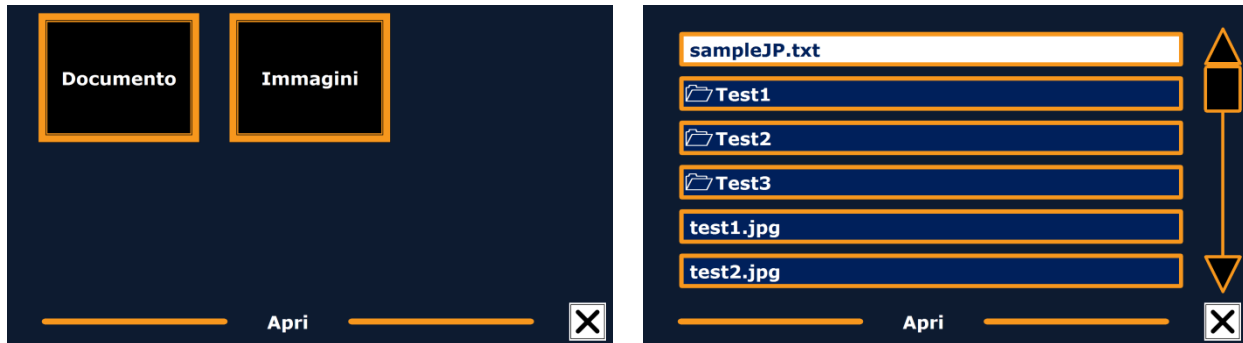 Documento
Immagini
Apri
sampleJP.txt
Test1
Test2
Test3
test1.jpg
test2.jpg
Apri